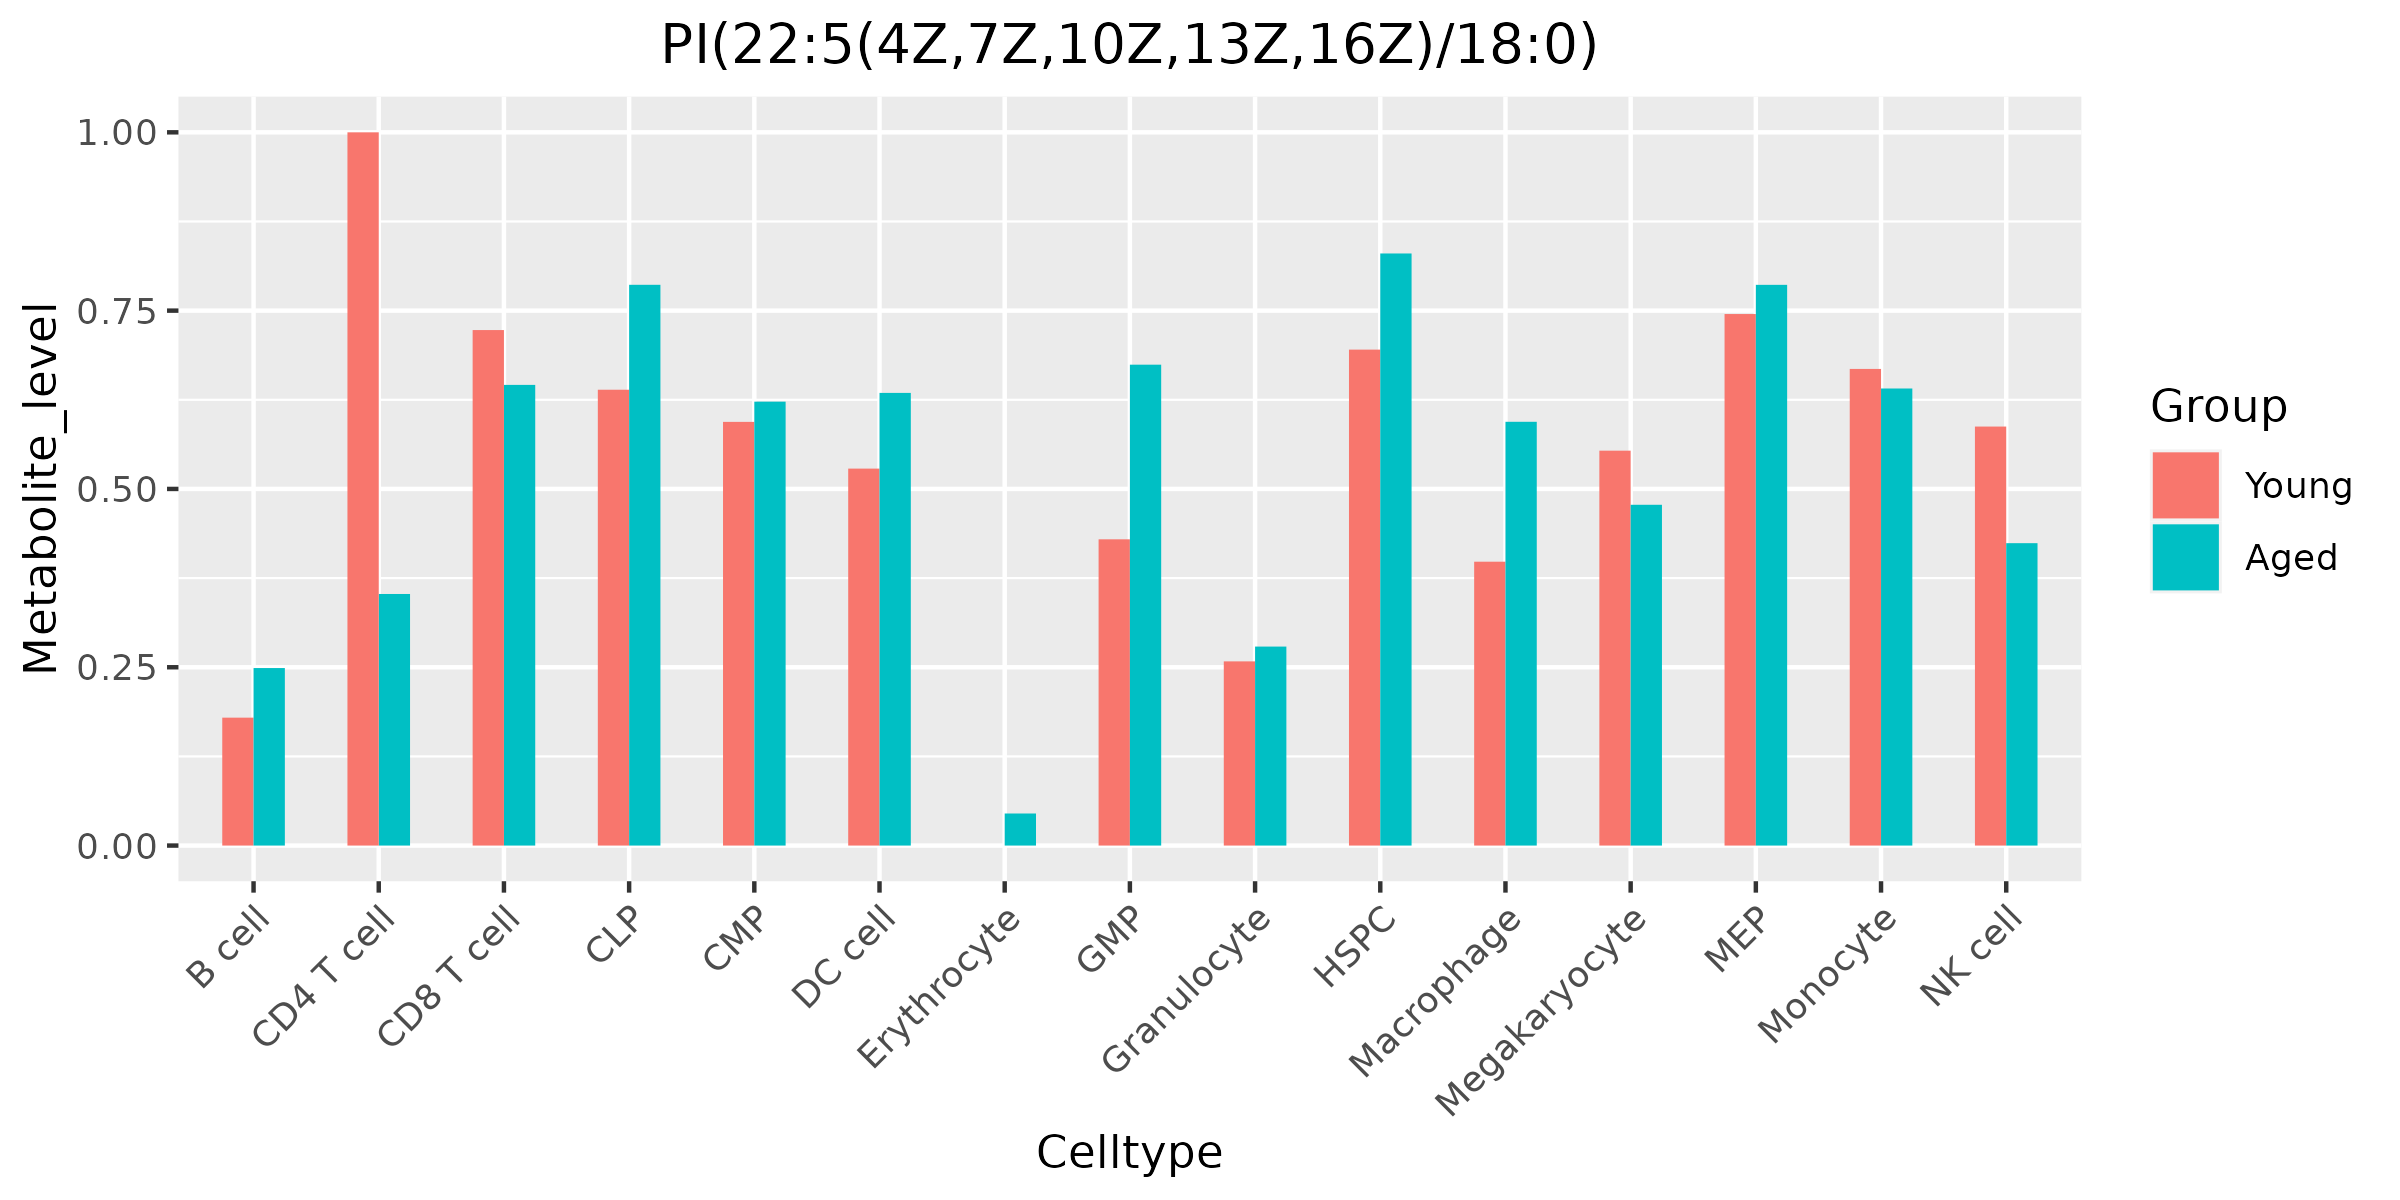 PI(22:5(4Z,7Z,10Z,13Z,16Z)/18:0)
Metabolite_level
1.00
0.75
0.50
0.25
0.00
B cell
CD4 T cell
CD8 T cell
CLP
CMP
DC cell
Erythrocyte
GMP
Granulocyte
HSPC
Macrophage
Megakaryocyte
MEP
Monocyte
NK cell
Celltype
Group
Young
Aged